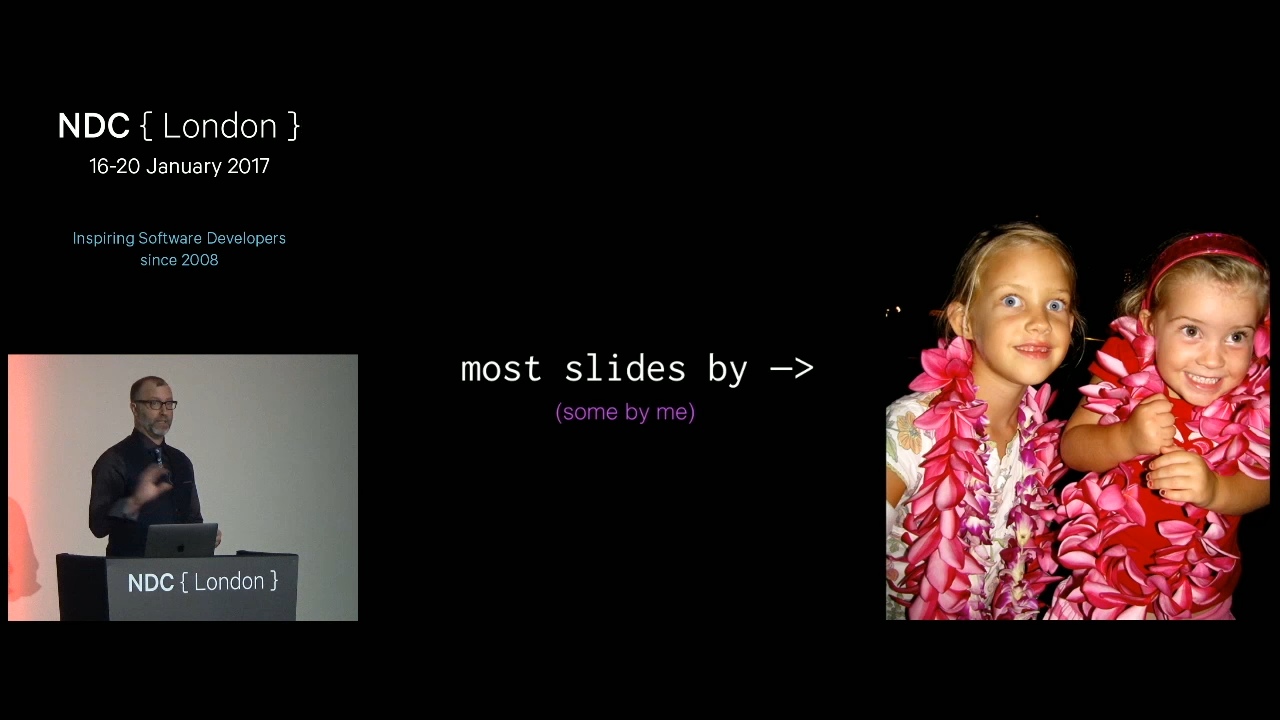 NDC { London }
16-20 January 2017
Inspiring Software Developers
since 2008
most slides by —>
(some by me)
NDC { London }